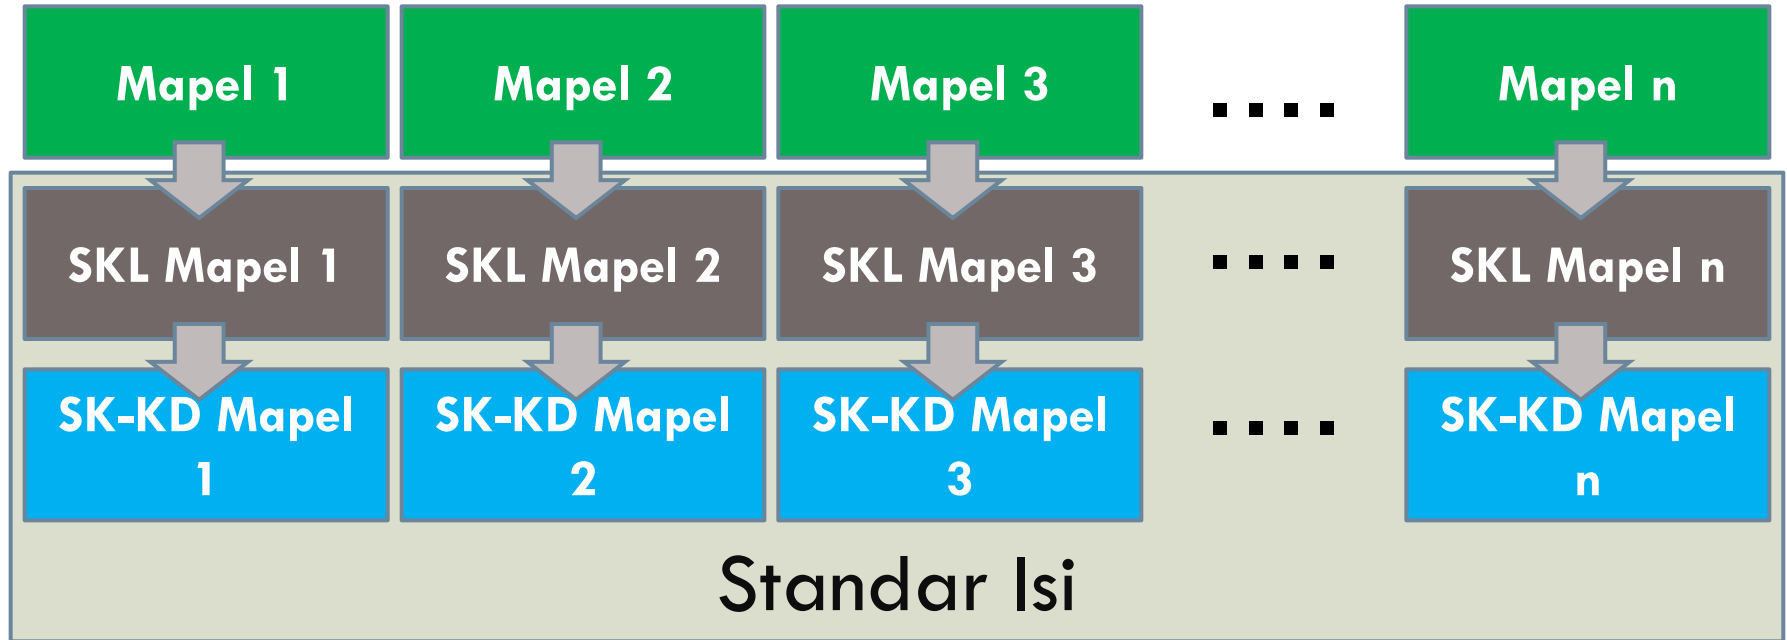 Mapel 1
Mapel 2
Mapel 3
....
Mapel n
SKL Mapel 1
SKL Mapel 2
SKL Mapel 3
....
SKL Mapel n
SK-KD Mapel
1
SK-KD Mapel
2
SK-KD Mapel
3
....
SK-KD Mapel
n
Standar Isi